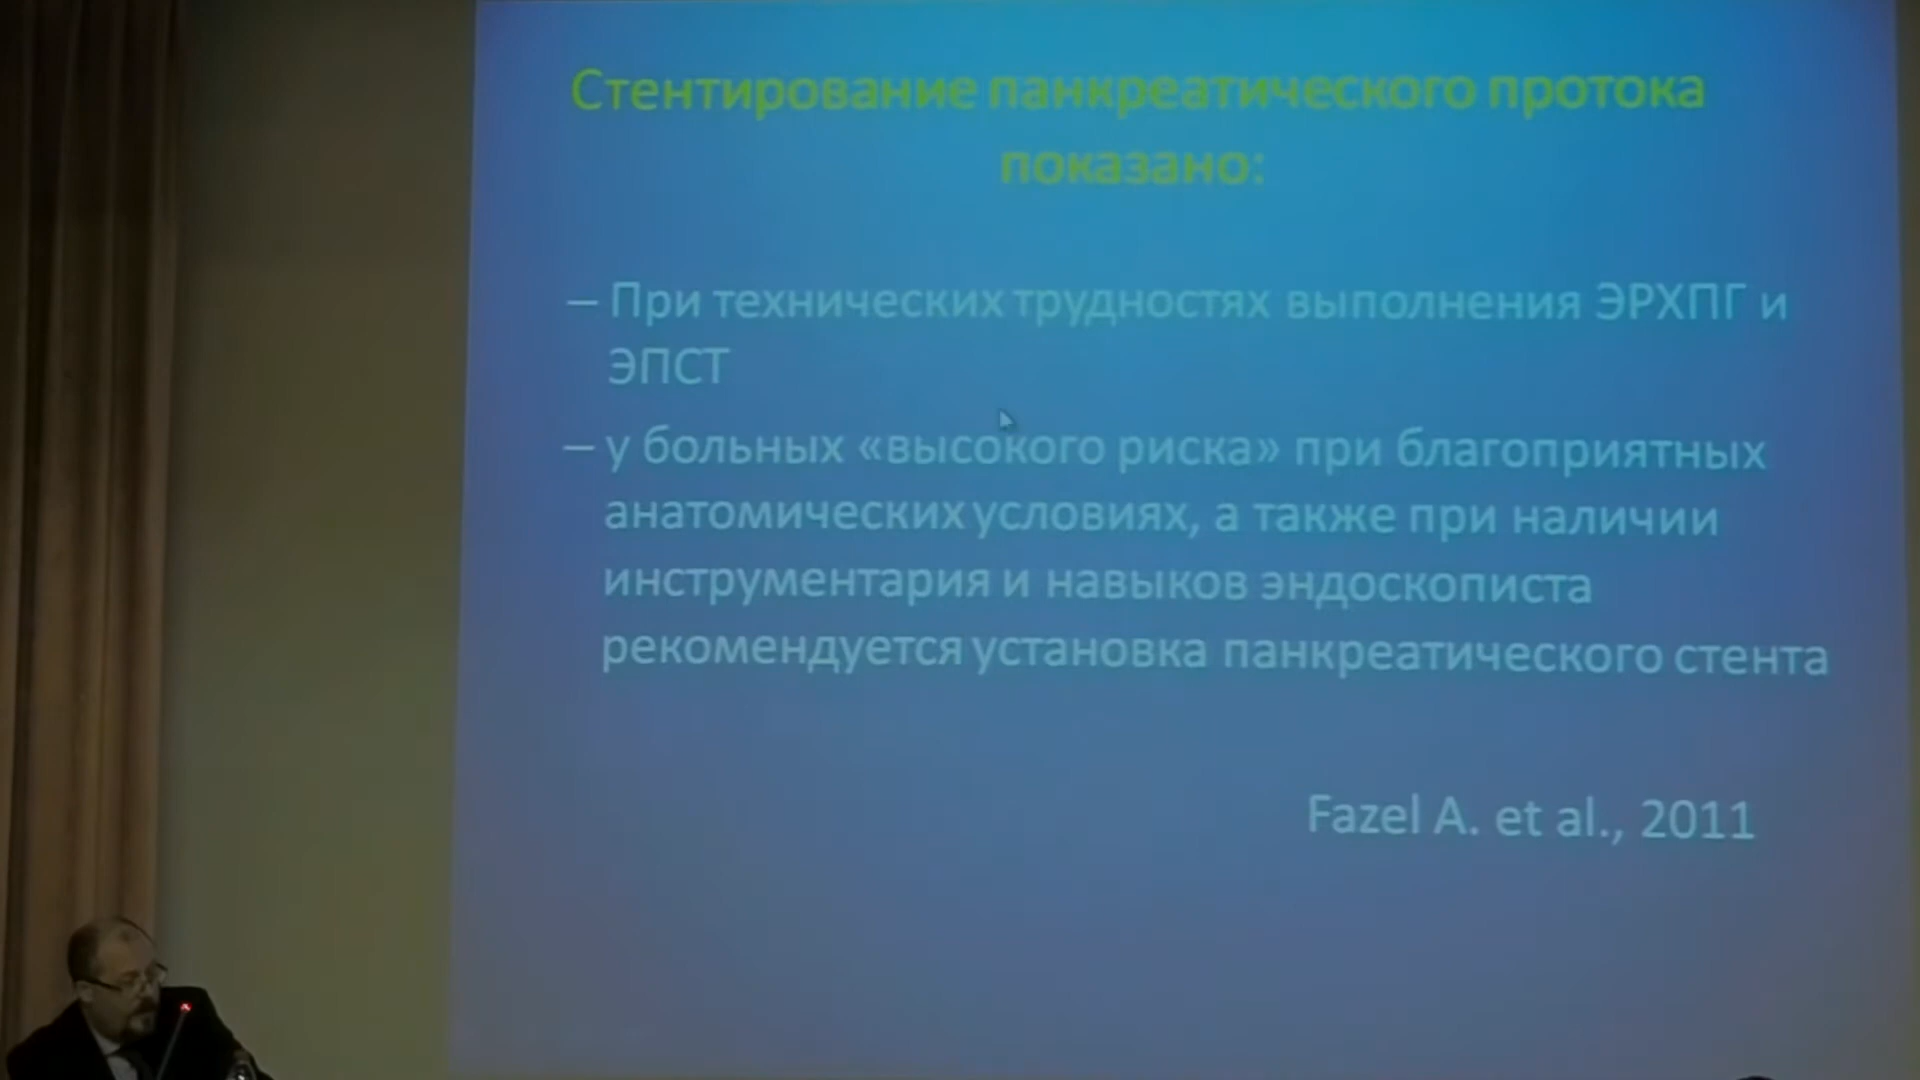 Стентирование панкреатического протока
показано:
– При технических трудностях выполнения ЭРХПГ и
ЭПСТ
– у больных «высокого риска» при благоприятных
анатомических условиях, а также при наличии
инструментария и навыков эндоскописта
рекомендуется установка панкреатического стента
Fazel A. et al., 2011